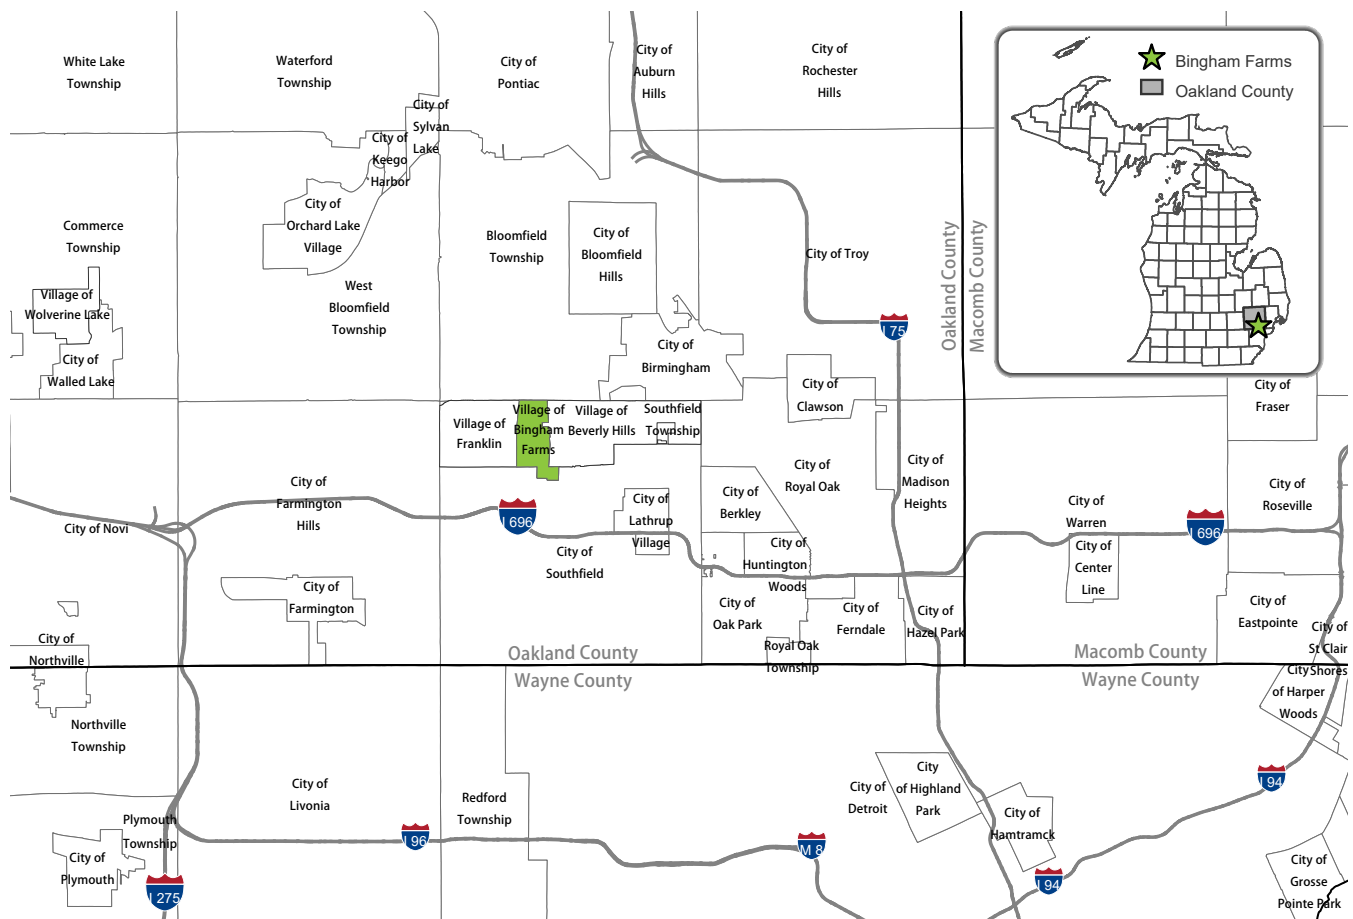 White Lake
Township
Waterford
Township
City of
Pontiac
City of
Auburn
Hills
City of
Rochester
Hills
Bingham Farms
Oakland County
City of
Sylvan
Lake
City of
Keego
Harbor
City of
Orchard Lake
Village
Commerce
Township
Village of
Wolverine Lake
City of
Walled Lake
West
Bloomfield
Township
Bloomfield
Township
City of
Bloomfield
Hills
City of Troy
Oakland County
Macomb County
I 75
City of
Birmingham
City of
Clawson
City of
Fraser
Village of
Franklin
Village of
Bingham
Farms
Village of
Beverly Hills
Southfield
Township
City of
Royal Oak
City of
Madison
Heights
City of
Farmington
Hills
City of Novi
I 696
City of
Lathrup
Village
City of
Berkley
City of
Southfield
City of
Huntington
Woods
City of
Warren
I 696
City of
Roseville
City of
Center
Line
City of
Farmington
City of
Northville
City of
Oak Park
City of
Ferndale
City of
Hazel Park
Royal Oak
Township
City of
Eastpointe
City of
St Clair
Shores
Oakland County
Wayne County
Macomb County
Wayne County
City
of Harper
Woods
Northville
Township
City of
Livonia
Redford
Township
City of
Detroit
City
of Highland
Park
City of
Hamtramck
I 94
Plymouth
Township
City of
Plymouth
I 96
M 8
I 94
I 275
City of
Grosse
Pointe Park